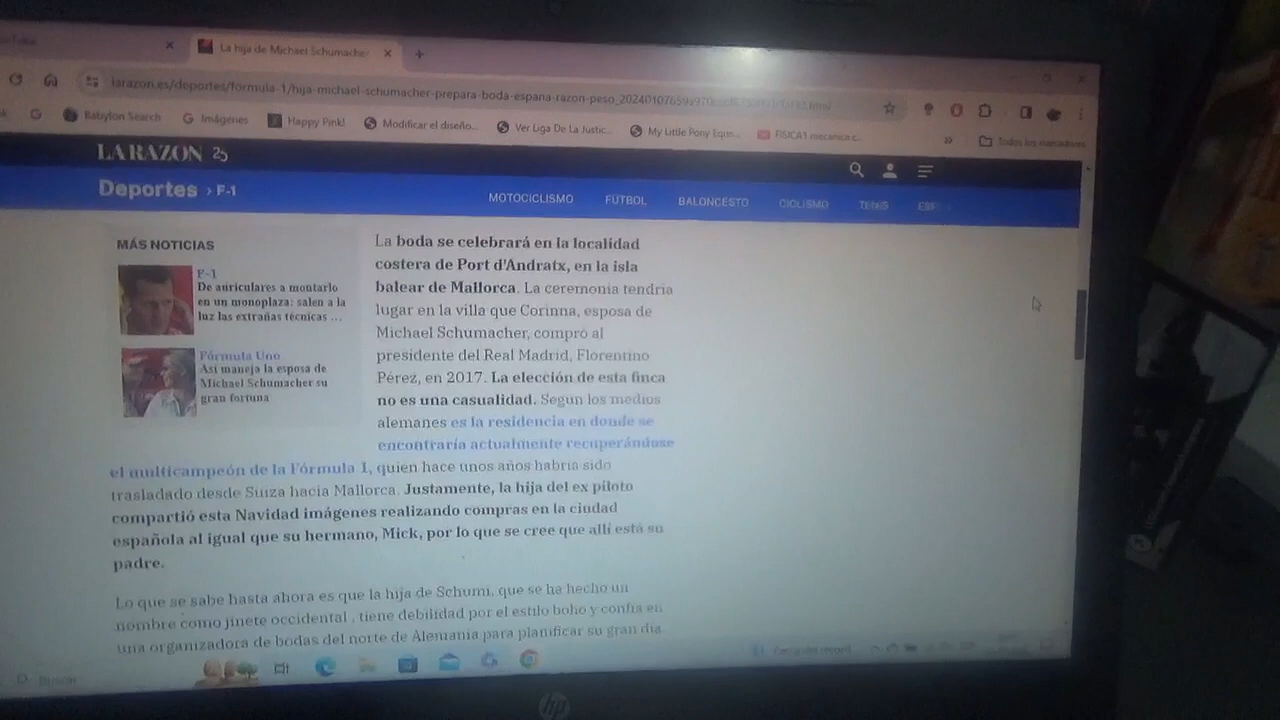 La hija de Michael Schumacher
larazon.es/deportes/formula-1/hija-michael-schumacher-prepara-boda-espana-razon-peso_20240107659
Babylon Search
Imágenes
Happy Pink!
Modificar el diseño...
Ver Liga De La Justic...
My Little Pony Eque...
FISICA1 mecanica c...
»
Todos los marcadores
LA RAZON 25
Deportes › F-1
MOTOCICLISMO
FÚTBOL
BALONCESTO
CICLISMO
TENIS
ESP
MÁS NOTICIAS
F-1
De auriculares a montarlo
en un monoplaza: salen a la
luz las extrañas técnicas ...
Fórmula Uno
Así maneja la esposa de
Michael Schumacher su
gran fortuna
La boda se celebrará en la localidad
costera de Port d'Andratx, en la isla
balear de Mallorca. La ceremonia tendría
lugar en la villa que Corinna, esposa de
Michael Schumacher, compró al
presidente del Real Madrid, Florentino
Pérez, en 2017. La elección de esta finca
no es una casualidad. Según los medios
alemanes es la residencia en donde se
encontraría actualmente recuperándose
el multicampeón de la Fórmula 1, quien hace unos años habría sido
trasladado desde Suiza hacia Mallorca. Justamente, la hija del ex piloto
compartió esta Navidad imágenes realizando compras en la ciudad
española al igual que su hermano, Mick, por lo que se cree que allí está su
padre.
Lo que se sabe hasta ahora es que la hija de Schumi, que se ha hecho un
nombre como jinete occidental , tiene debilidad por el estilo boho y confía en
una organizadora de bodas del norte de Alemania para planificar su gran día
Buscar
Cerca del récord
hp